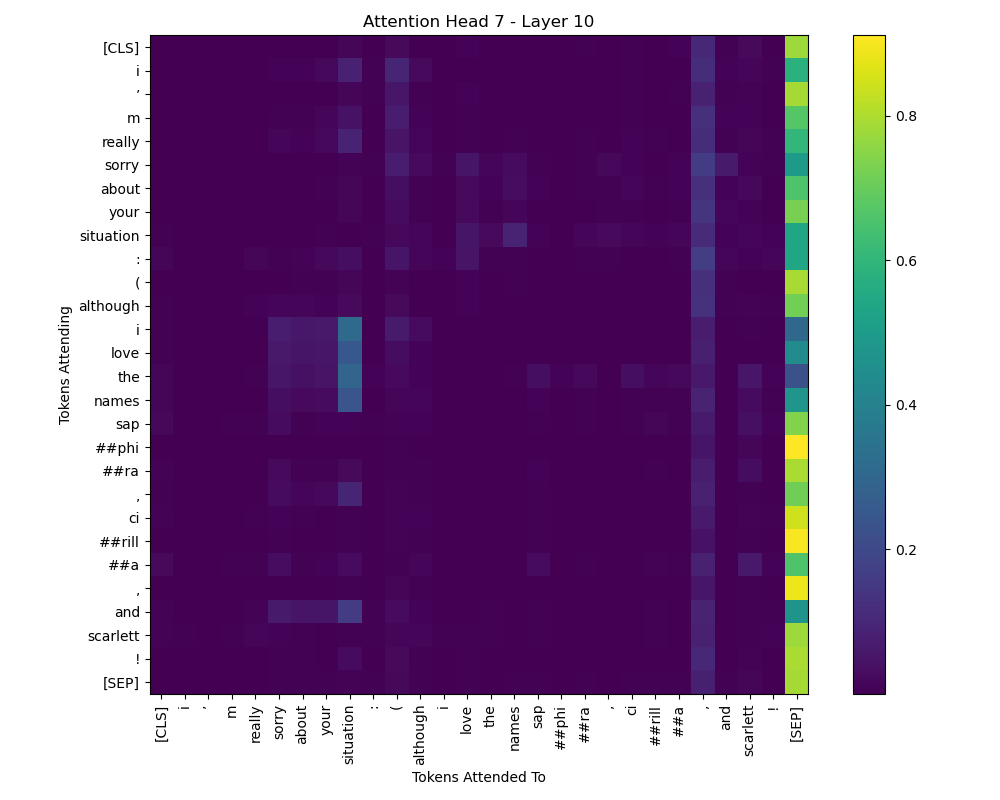 Attention Head 7 - Layer 10
Tokens Attending
[CLS]
i
’
m
really
sorry
about
your
situation
:
(
although
i
love
the
names
sap
##phi
##ra
,
ci
##rill
##a
,
and
scarlett
!
[SEP]
[CLS]
i
’
m
really
sorry
about
your
situation
:
(
although
i
love
the
names
sap
##phi
##ra
,
ci
##rill
##a
,
and
scarlett
!
[SEP]
Tokens Attended To
0.8
0.6
0.4
0.2